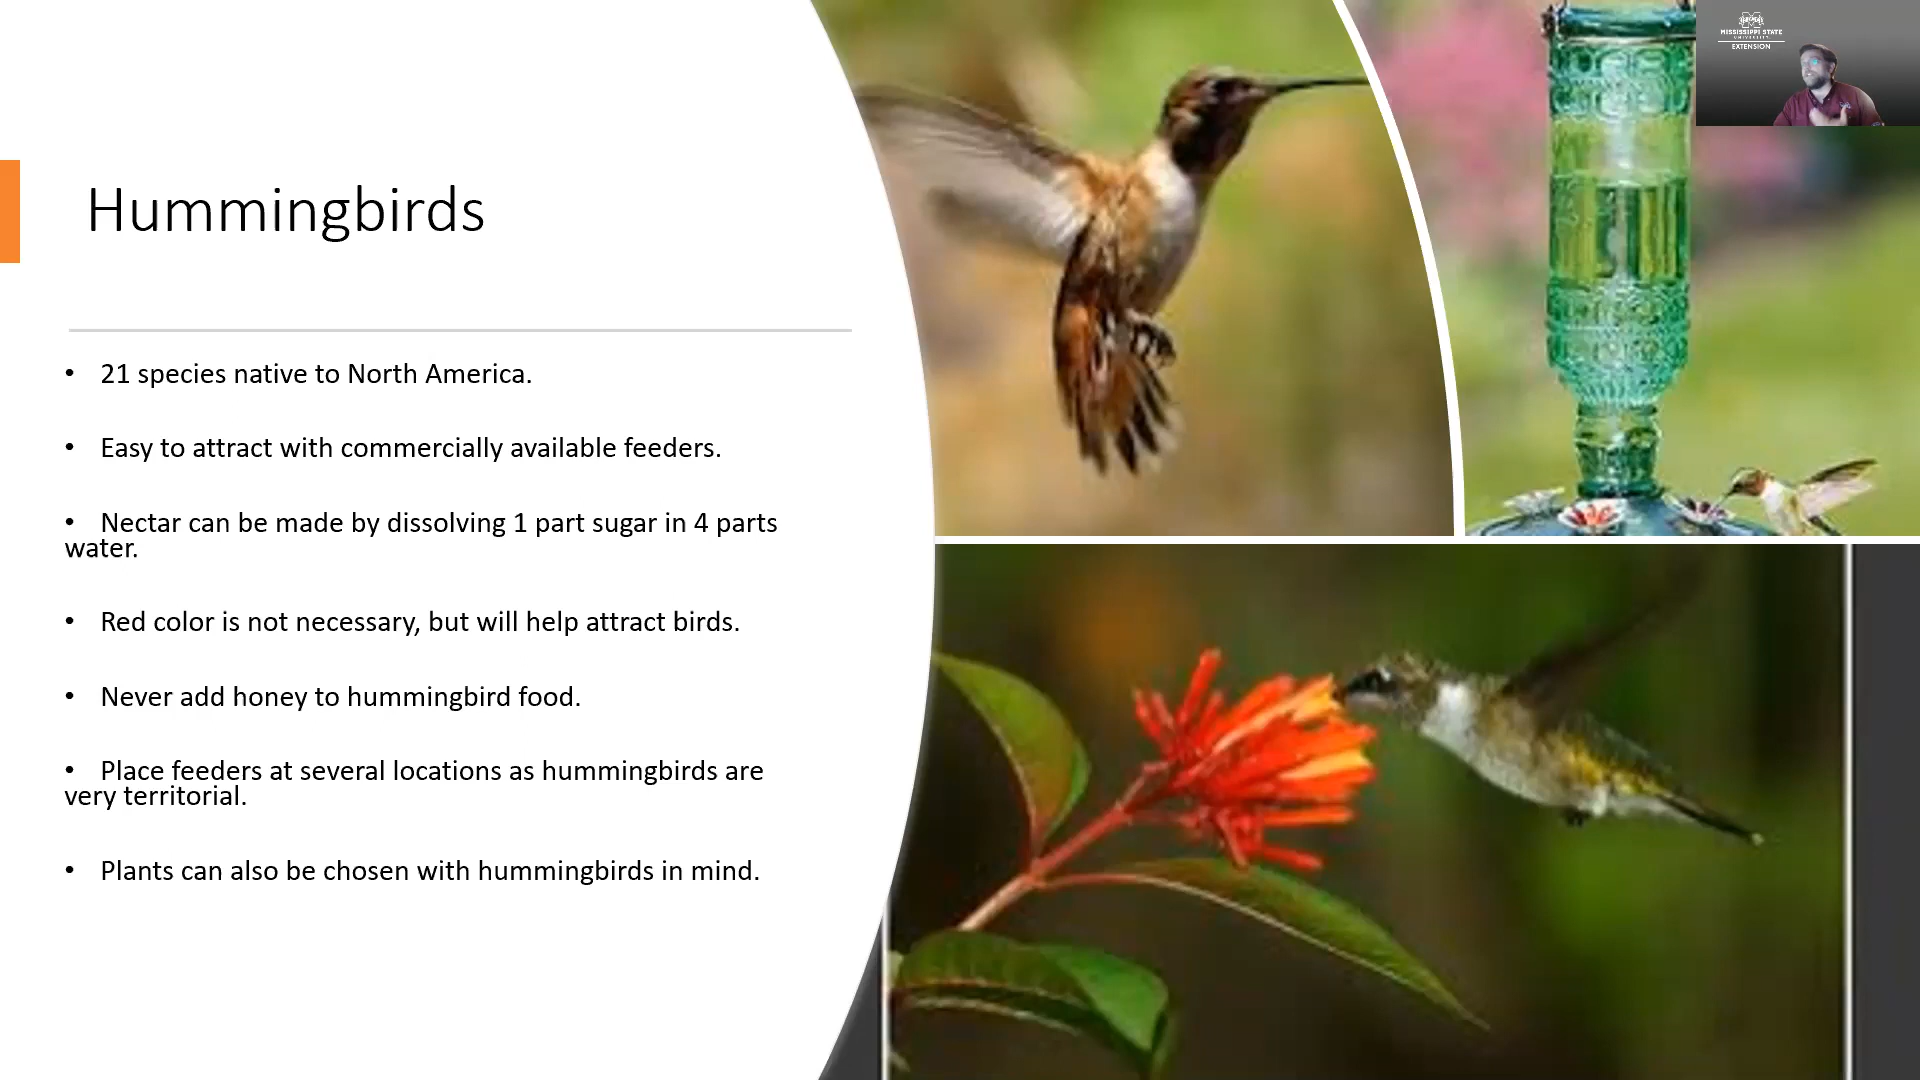 MISSISSIPPI STATE
UNIVERSITY
EXTENSION
Hummingbirds
• 21 species native to North America.
• Easy to attract with commercially available feeders.
• Nectar can be made by dissolving 1 part sugar in 4 parts
water.
• Red color is not necessary, but will help attract birds.
• Never add honey to hummingbird food.
• Place feeders at several locations as hummingbirds are
very territorial.
• Plants can also be chosen with hummingbirds in mind.